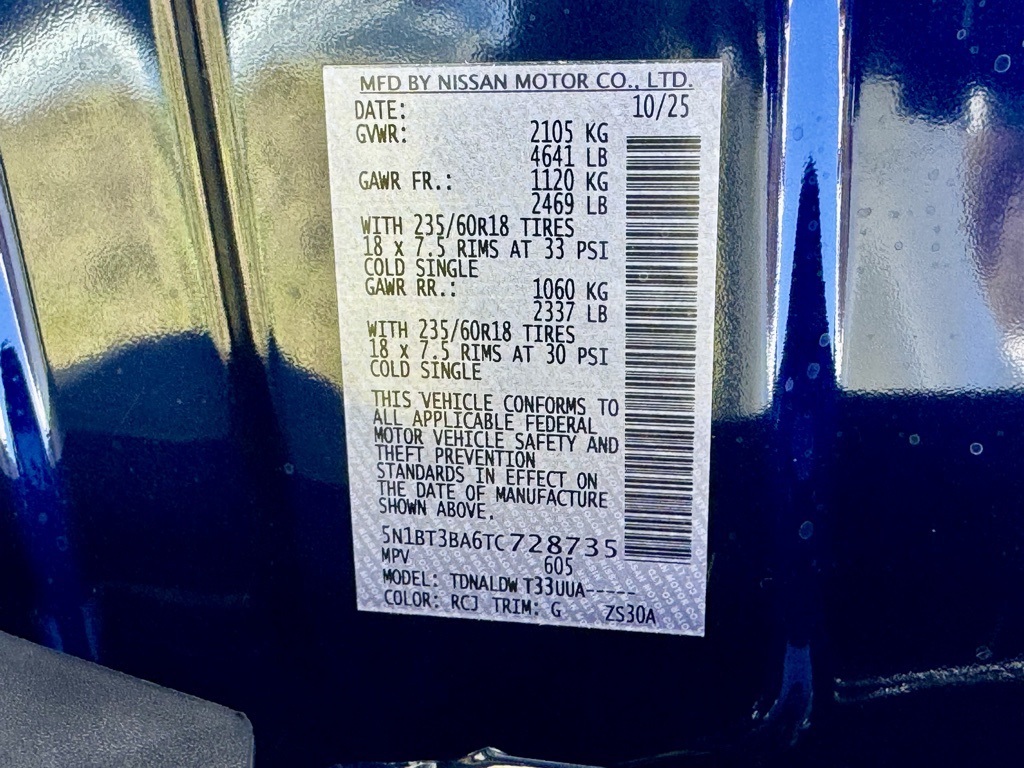 MFD BY NISSAN MOTOR CO., LTD.
DATE: 10/25
GVWR: 2105 KG
4641 LB
GAWR FR.: 1120 KG
2469 LB
WITH 235/60R18 TIRES
18 x 7.5 RIMS AT 33 PSI
COLD SINGLE
GAWR RR.: 1060 KG
2337 LB
WITH 235/60R18 TIRES
18 x 7.5 RIMS AT 30 PSI
COLD SINGLE
THIS VEHICLE CONFORMS TO
ALL APPLICABLE FEDERAL
MOTOR VEHICLE SAFETY AND
THEFT PREVENTION
STANDARDS IN EFFECT ON
THE DATE OF MANUFACTURE
SHOWN ABOVE.
5N1BT3BA6TC728735
MPV 605
MODEL: TDNALDW T33UUA-----
COLOR: RCJ TRIM: G ZS30A